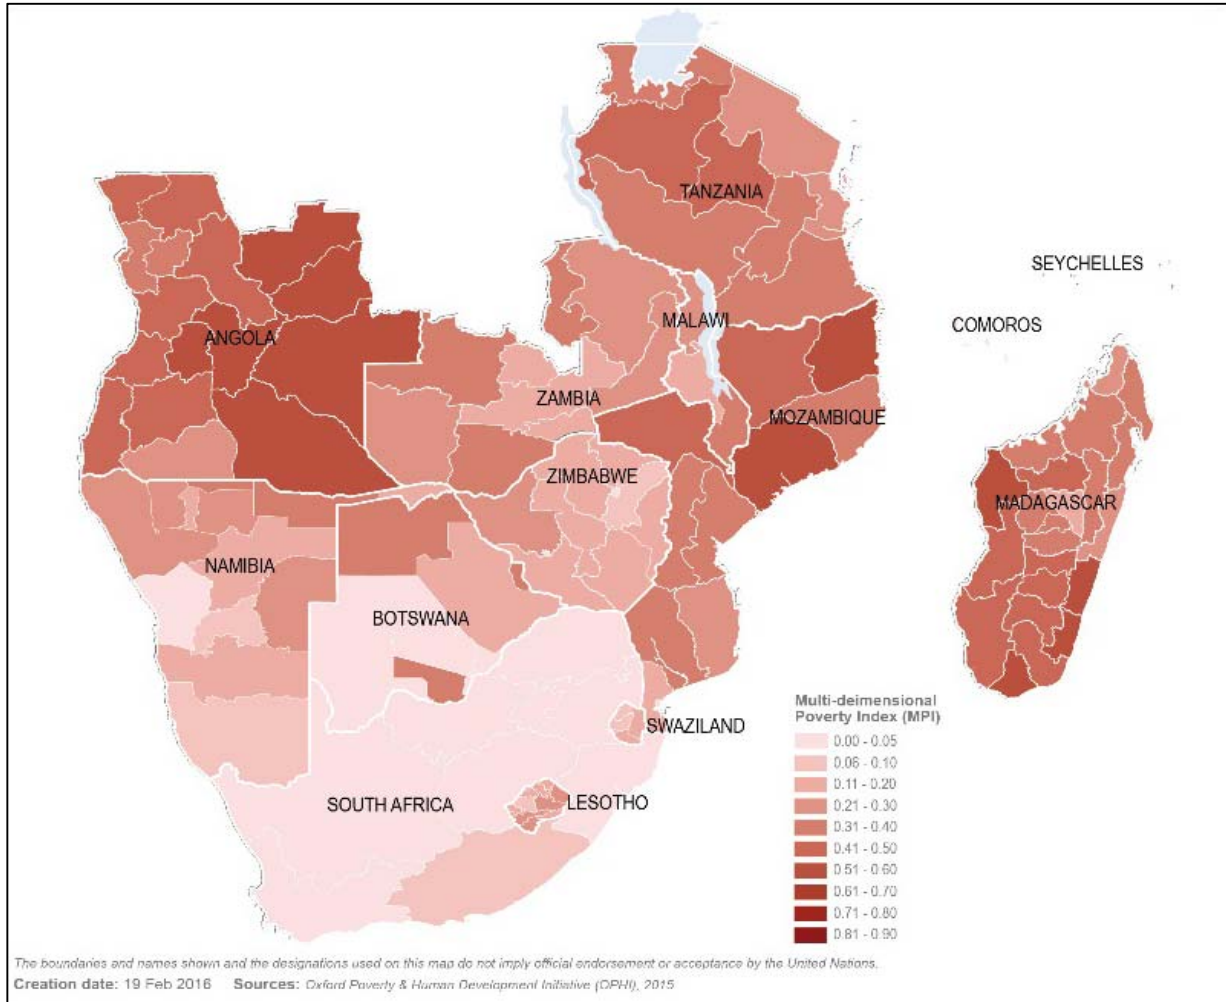 TANZANIA
SEYCHELLES
COMOROS
MALAWI
ANGOLA
ZAMBIA
MOZAMBIQUE
ZIMBABWE
MADAGASCAR
NAMIBIA
BOTSWANA
SWAZILAND
SOUTH AFRICA
LESOTHO
Multi-deimensional
Poverty Index (MPI)
0.00 - 0.05
0.06 - 0.10
0.11 - 0.20
0.21 - 0.30
0.31 - 0.40
0.41 - 0.50
0.51 - 0.60
0.61 - 0.70
0.71 - 0.80
0.81 - 0.90
The boundaries and names shown and the designations used on this map do not imply official endorsement or acceptance by the United Nations.
Creation date: 19 Feb 2016 Sources: Oxford Poverty & Human Development Initiative (OPHI), 2015